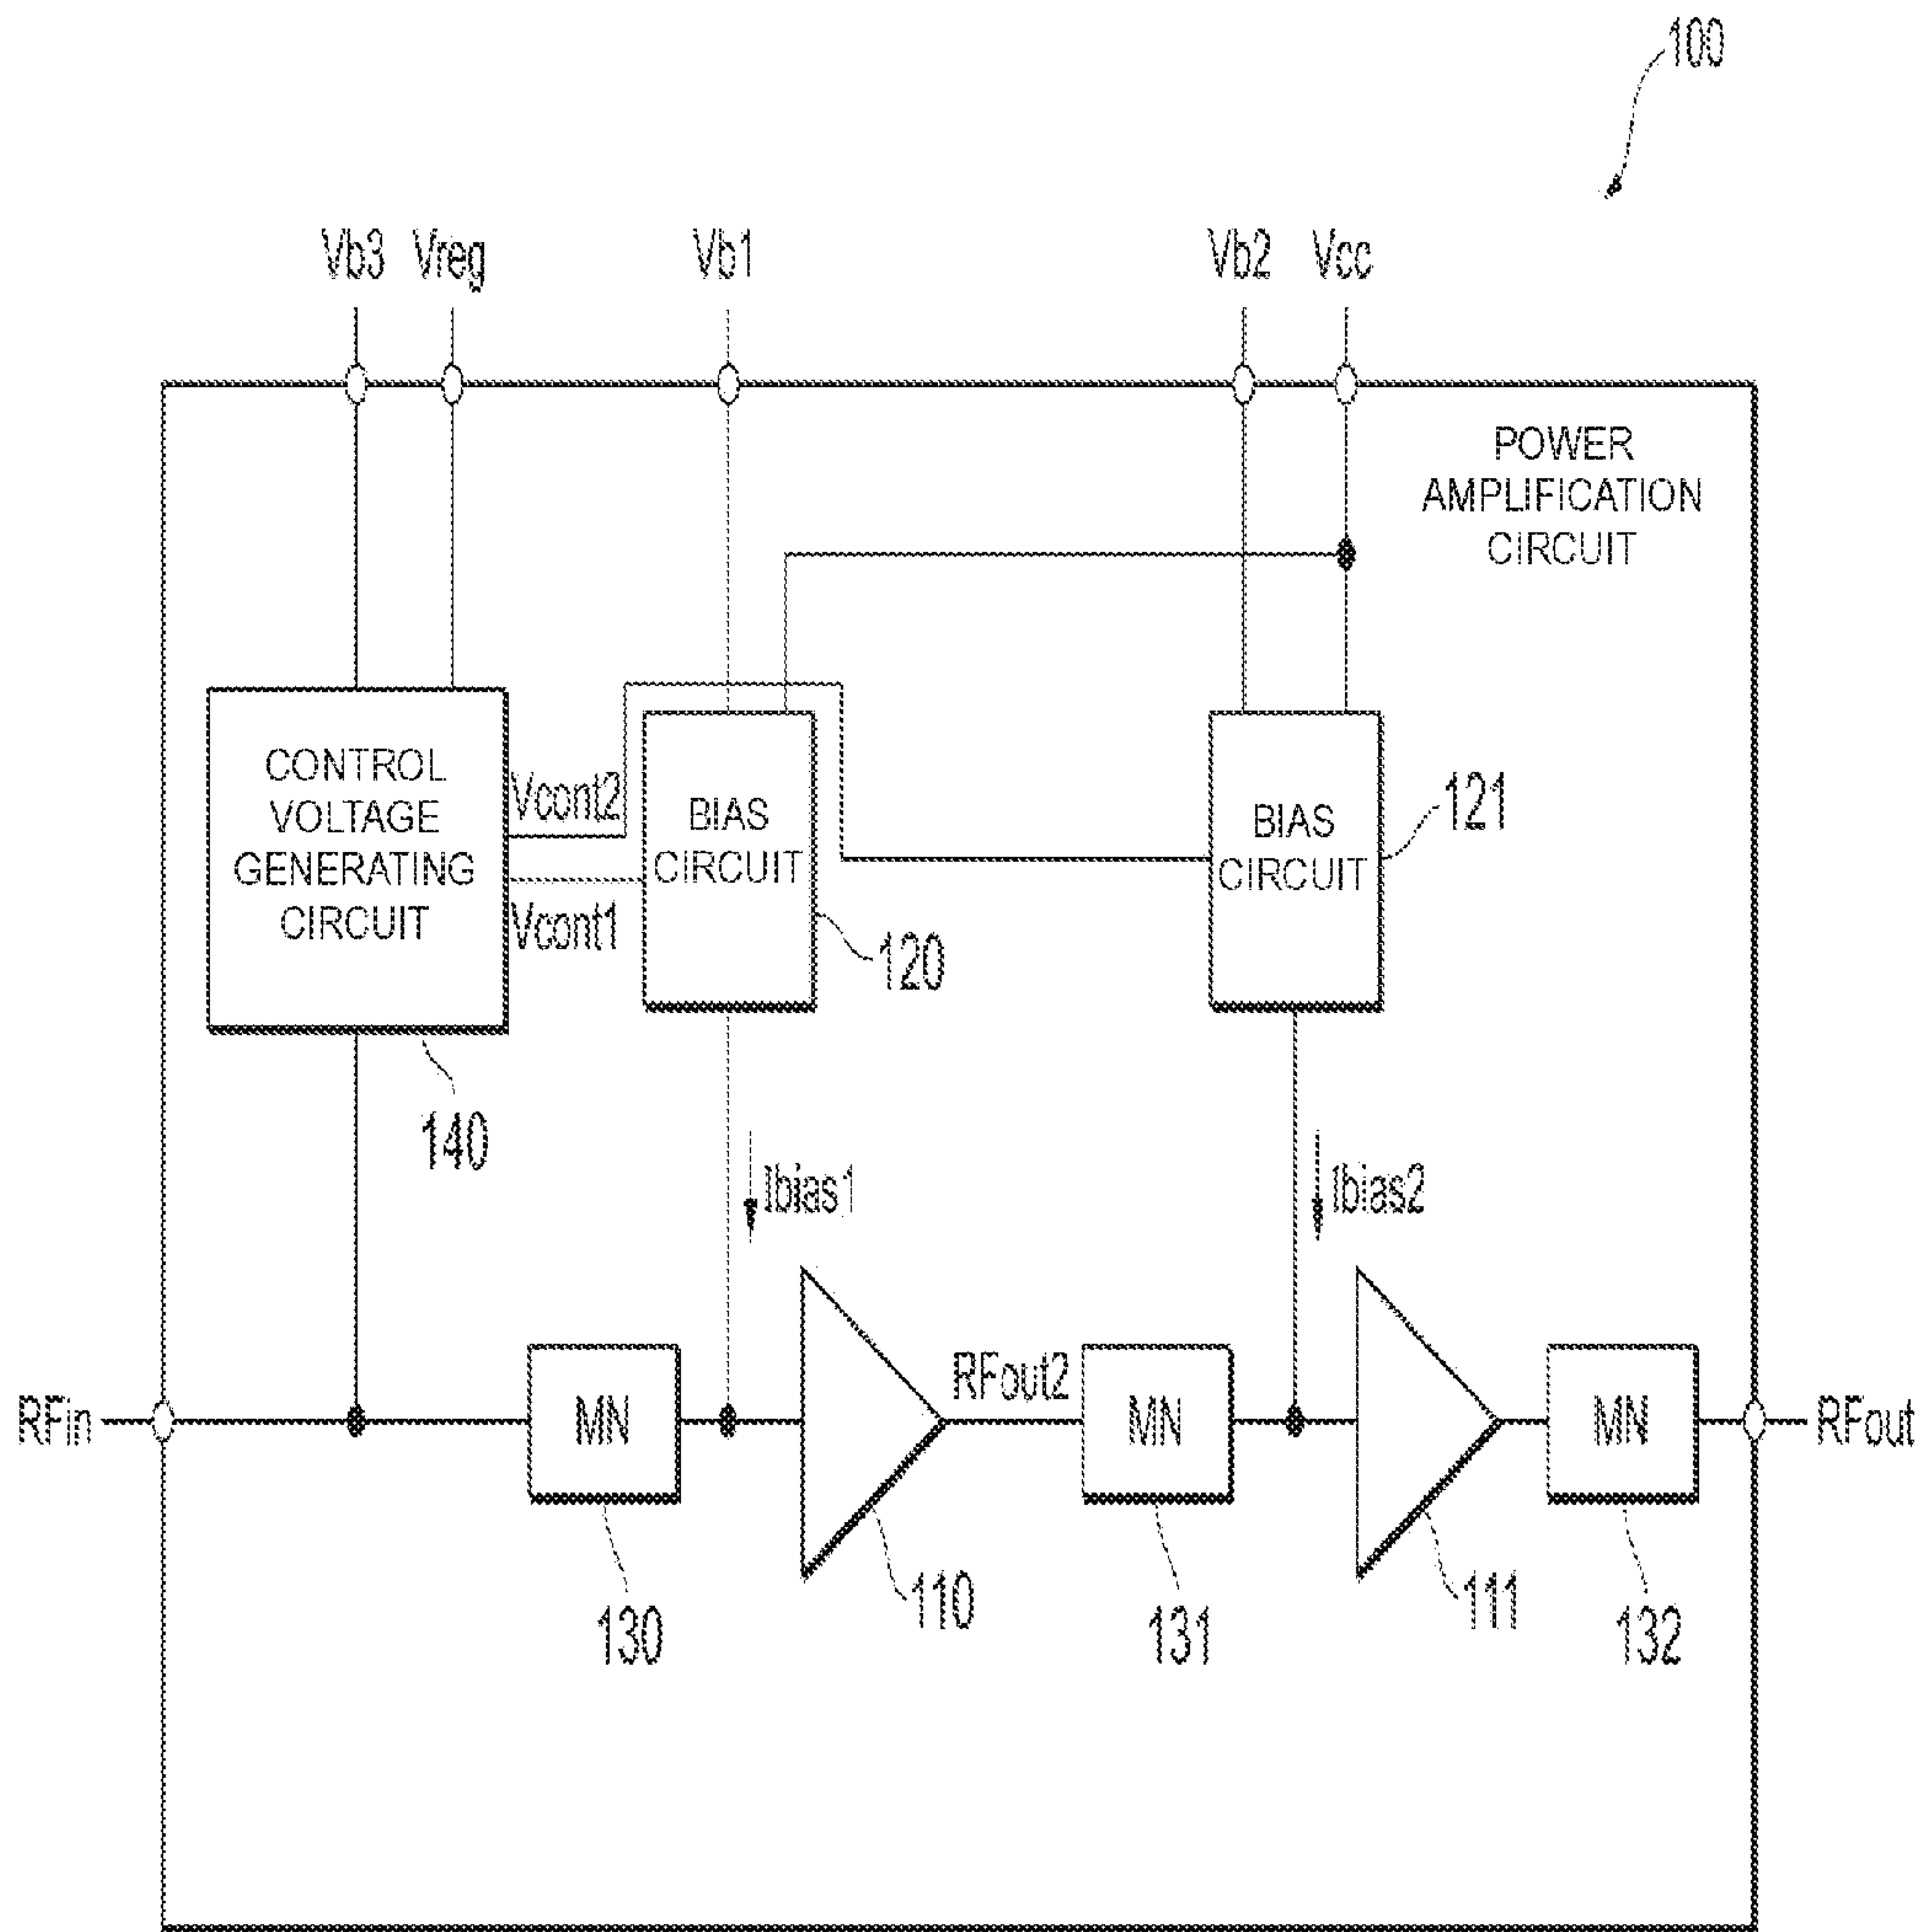 100
Vb3 Vreg Vb1 Vb2 Vcc
POWER
AMPLIFICATION
CIRCUIT
CONTROL
VOLTAGE
GENERATING
CIRCUIT
Vcont2
Vcont1
BIAS
CIRCUIT
BIAS
CIRCUIT
121
120
140
Ibias1
Ibias2
RFin
MN
RFout2
MN
MN
RFout
110
111
130
131
132